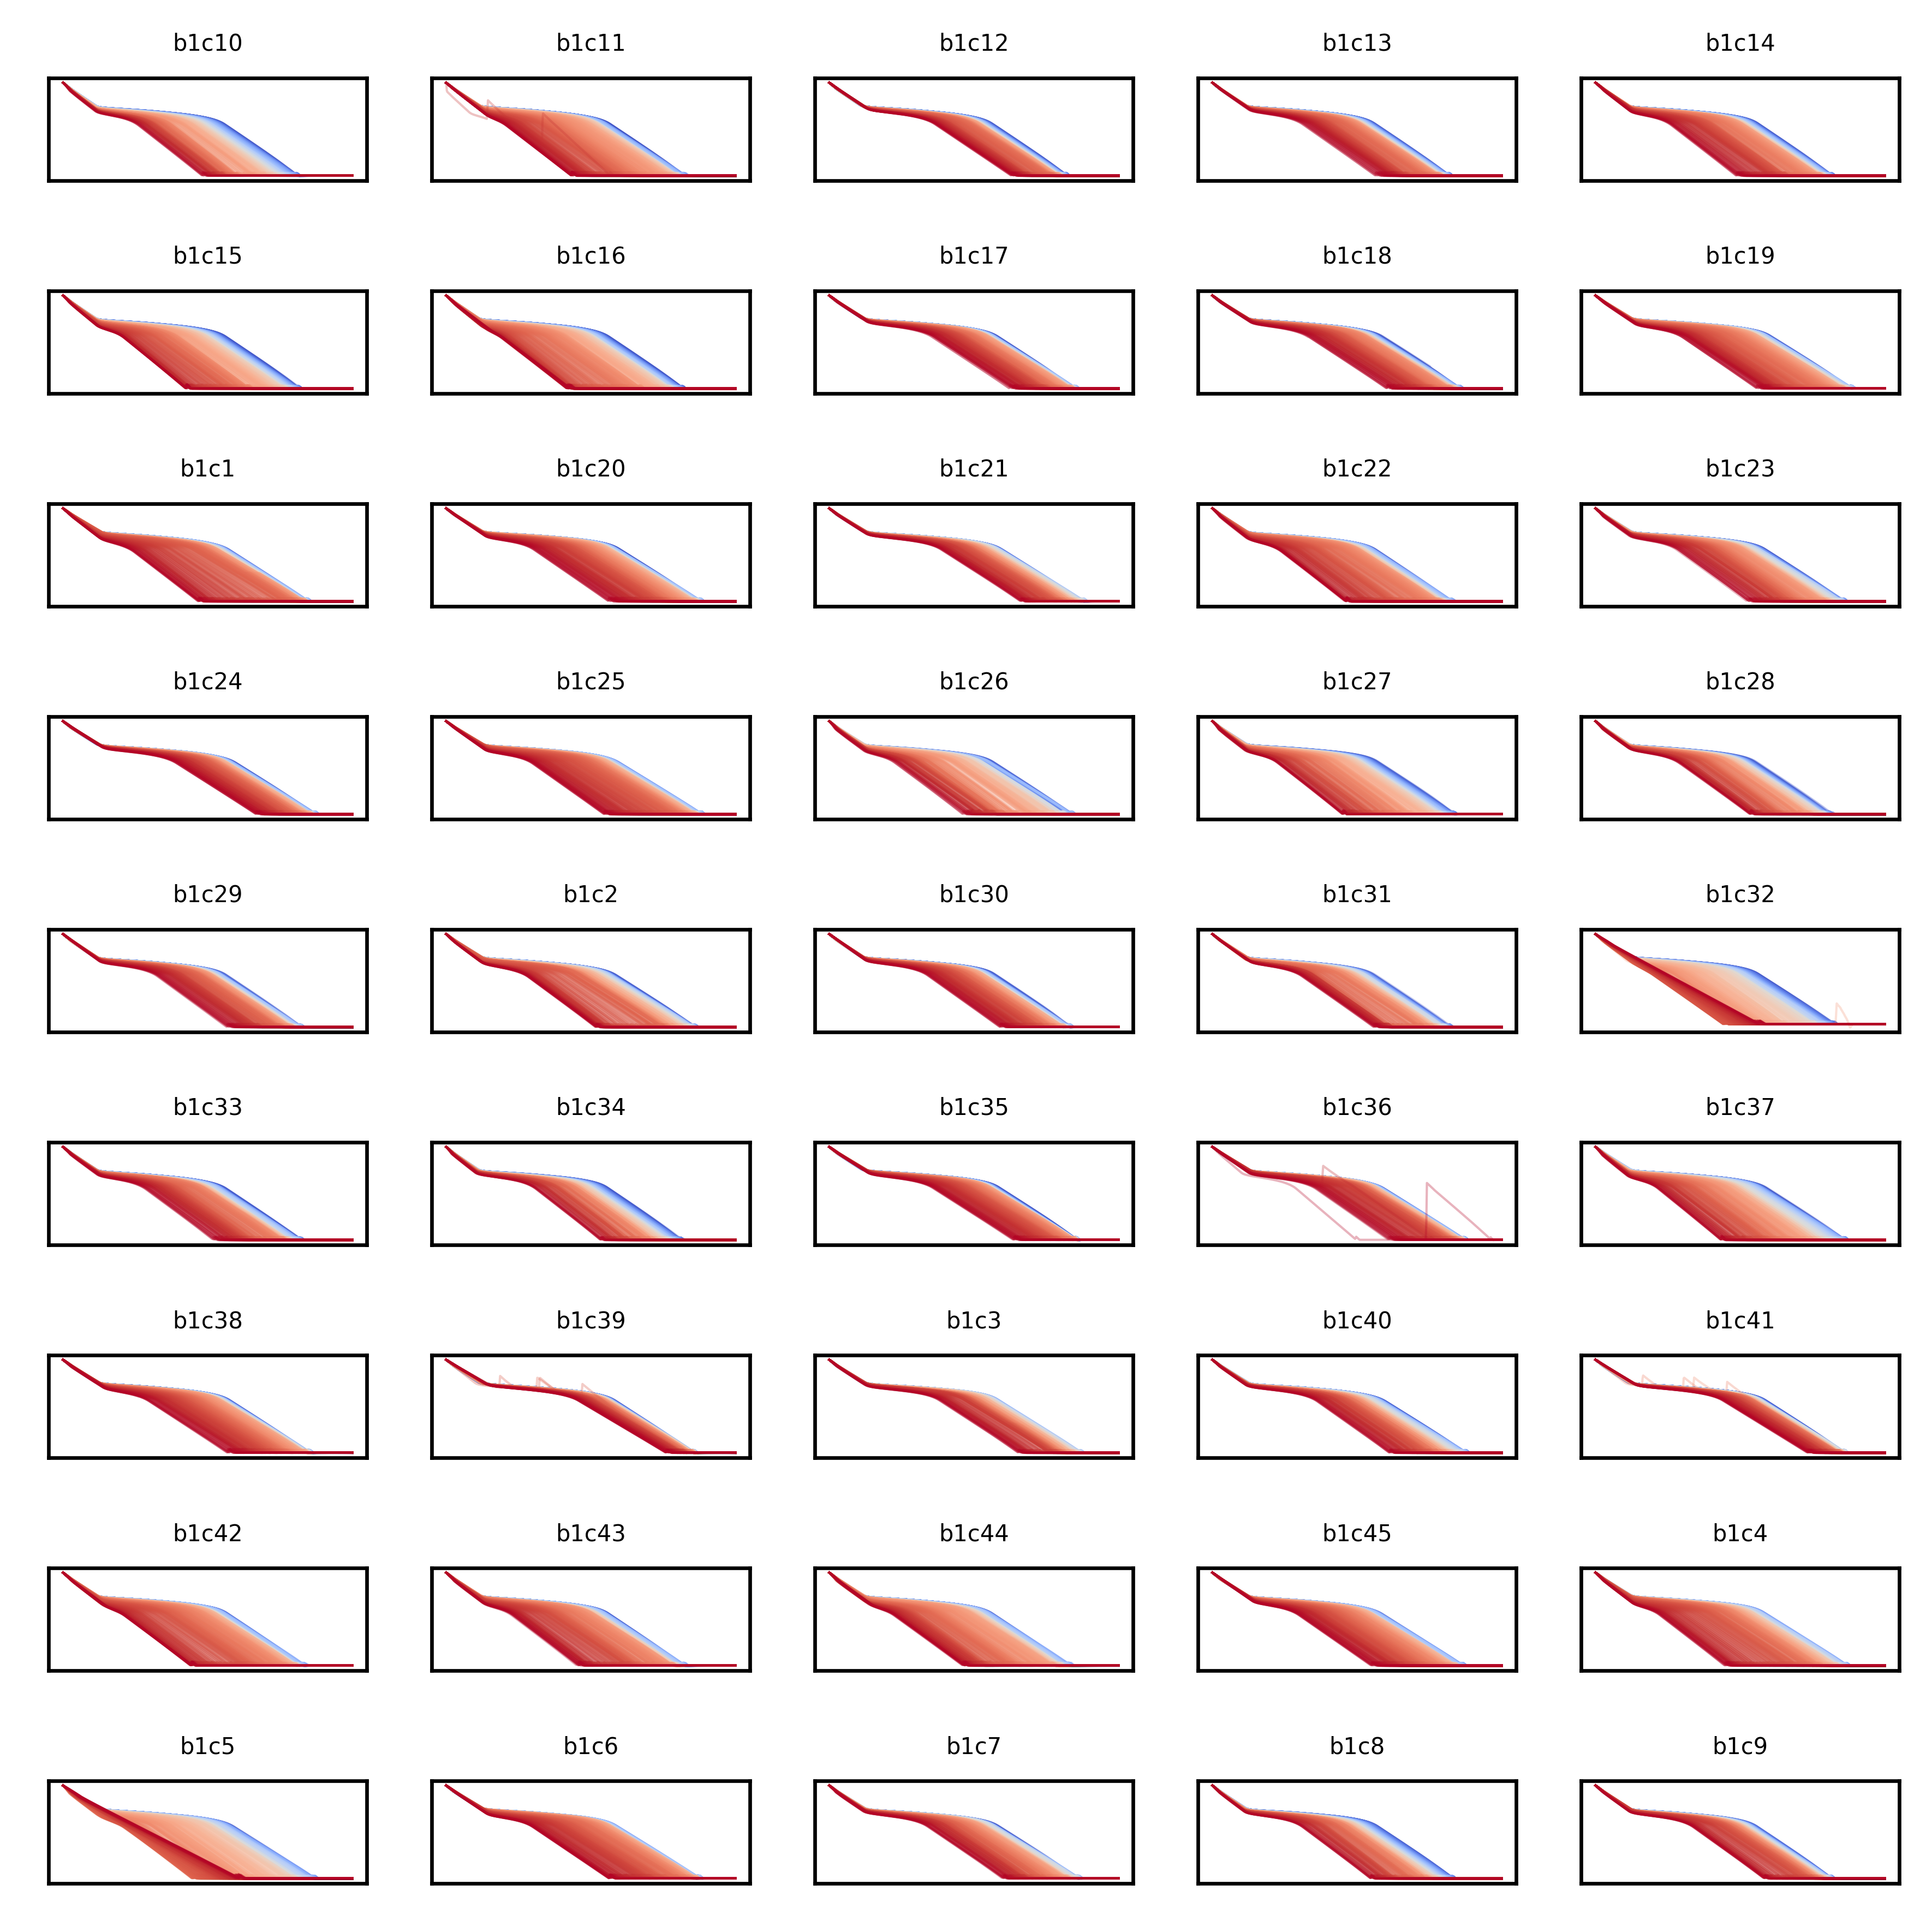 b1c10 b1c11 b1c12 b1c13 b1c14
b1c15 b1c16 b1c17 b1c18 b1c19
b1c1 b1c20 b1c21 b1c22 b1c23
b1c24 b1c25 b1c26 b1c27 b1c28
b1c29 b1c2 b1c30 b1c31 b1c32
b1c33 b1c34 b1c35 b1c36 b1c37
b1c38 b1c39 b1c3 b1c40 b1c41
b1c42 b1c43 b1c44 b1c45 b1c4
b1c5 b1c6 b1c7 b1c8 b1c9